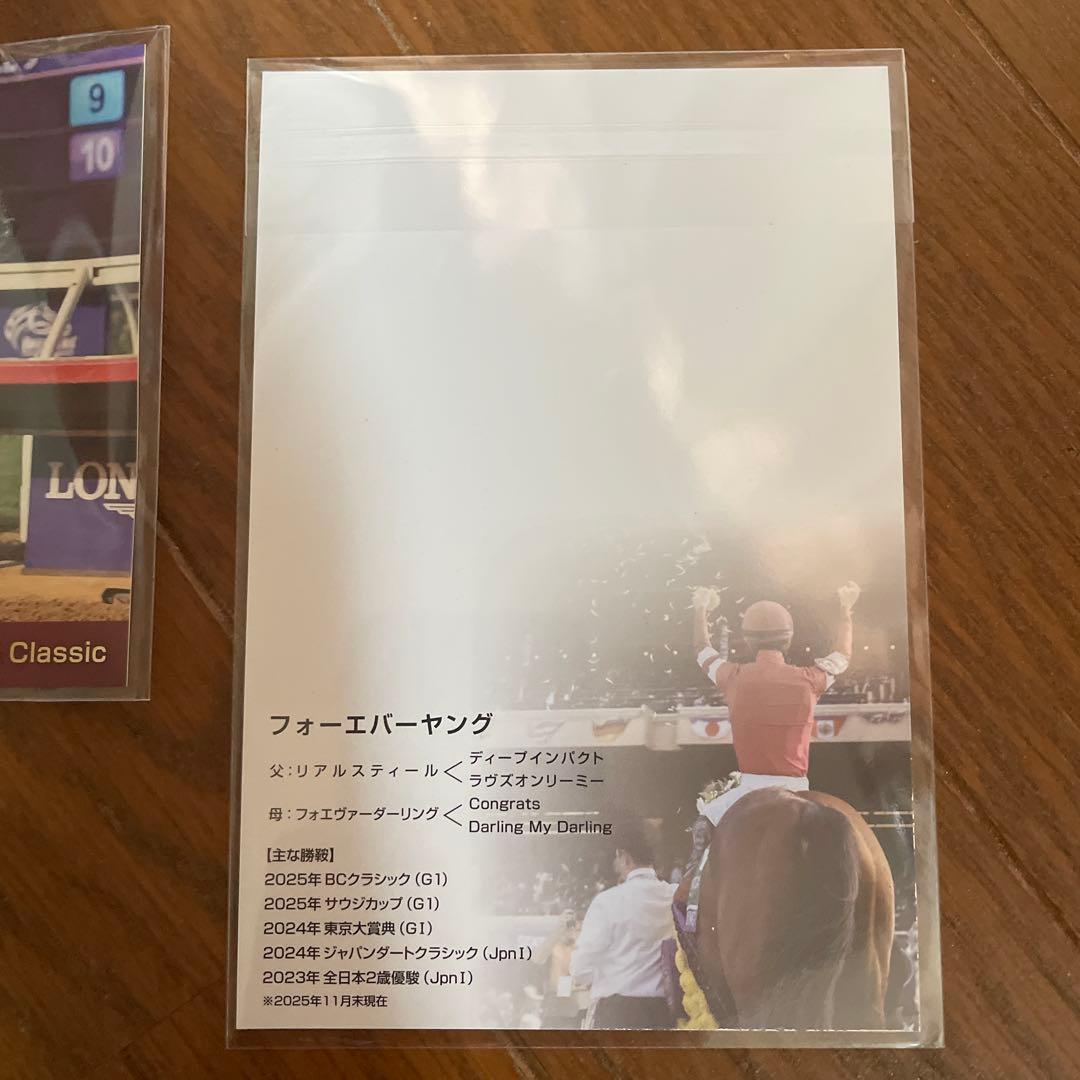 9
10
LON
Classic
フォーエバーヤング
父:リアルスティール<ディープインパクト
ラヴズオンリーミー
母:フォエヴァーダーリング<Congrats
Darling My Darling
【主な勝鞍】
2025年 BCクラシック(G1)
2025年 サウジカップ(G1)
2024年 東京大賞典(GⅠ)
2024年 ジャパンダートクラシック(JpnⅠ)
2023年 全日本2歳優駿(JpnⅠ)
※2025年11月末現在